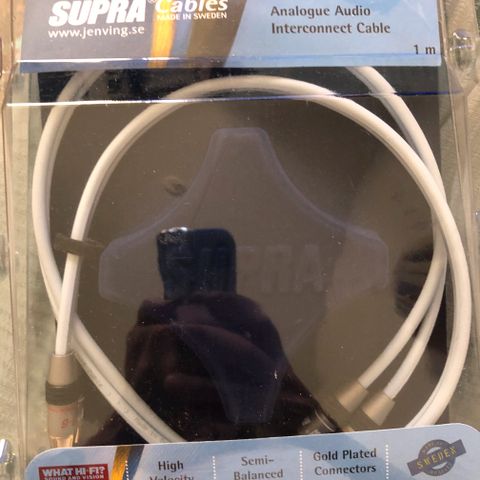 SUPRA® Cables
MADE IN SWEDEN
www.jenving.se
Analogue Audio
Interconnect Cable
1 m
SUPRA
WHAT HI-FI?
SOUND AND VISION
High
Velocity
Semi-
Balanced
Gold Plated
Connectors
SWEDEN